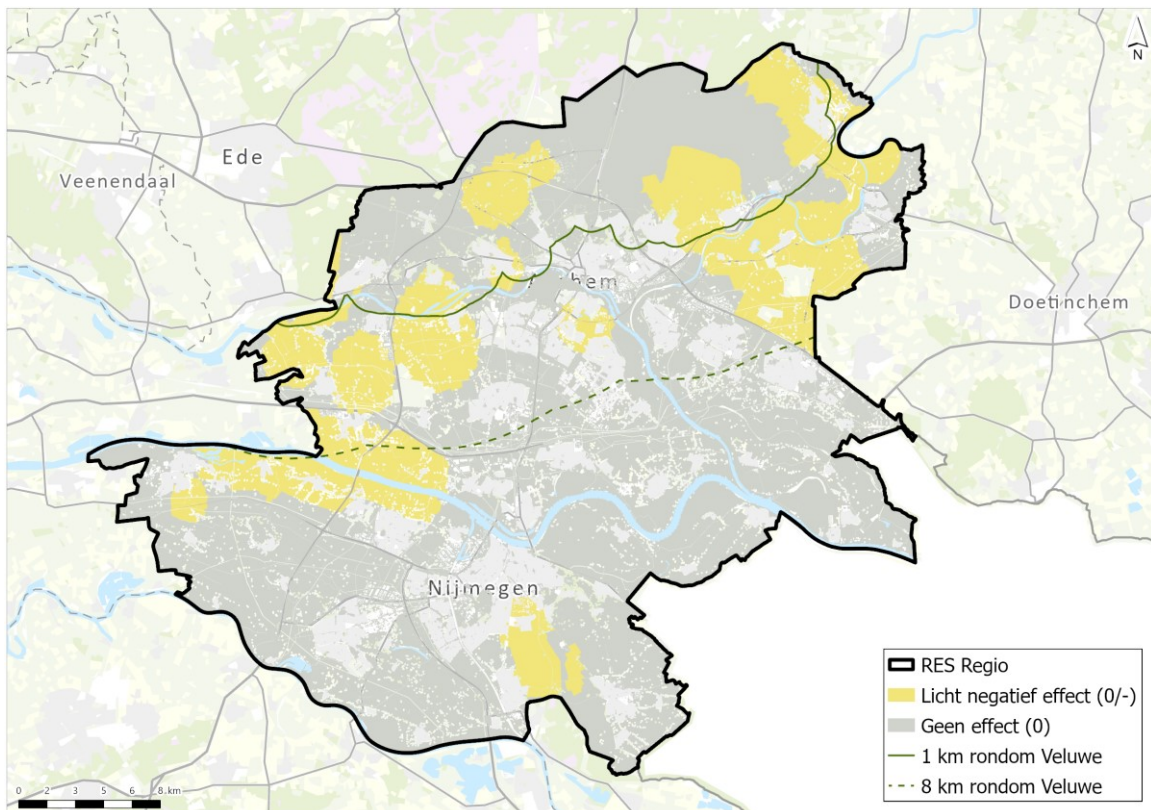 N
Ede
Veenendaal
Doetinchem
Nijmegen
RES Regio
Licht negatief effect (0/-)
Geen effect (0)
1 km rondom Veluwe
8 km rondom Veluwe
0 2 3 5 6 8 km